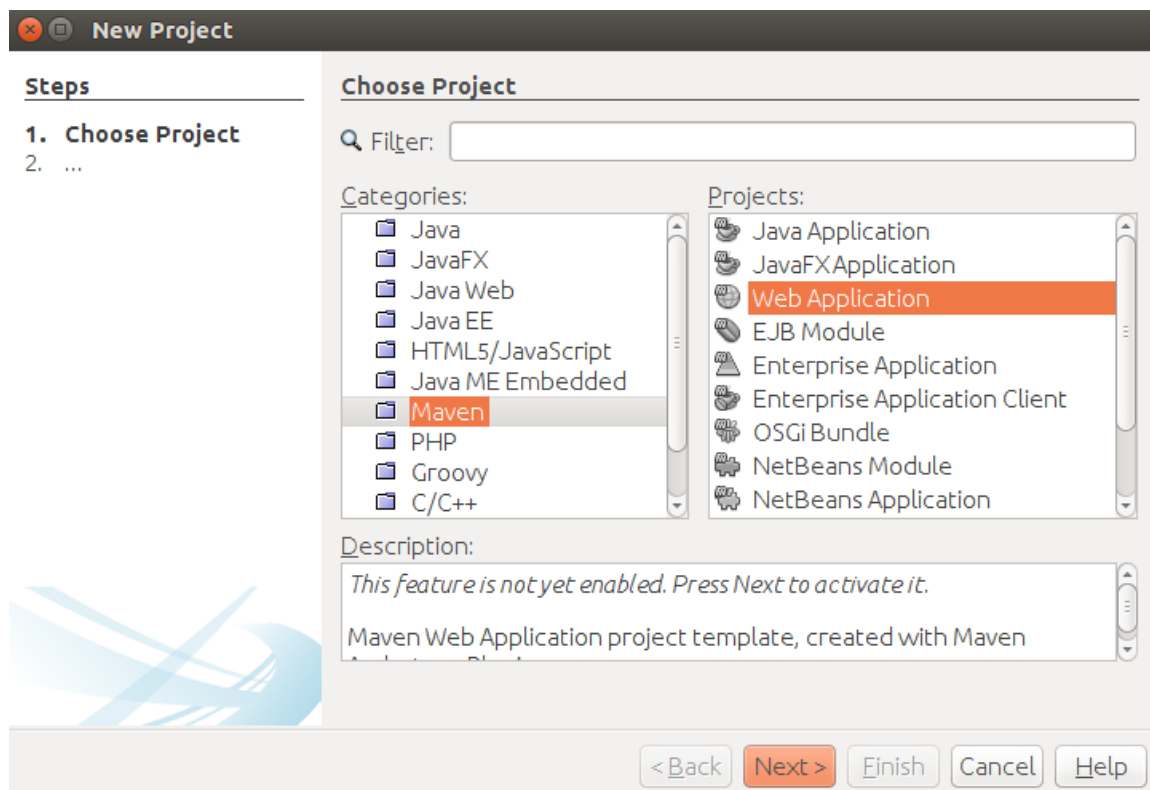 New Project
Steps
1. Choose Project
2. ...
Choose Project
Filter:
Categories:
Java
JavaFX
Java Web
Java EE
HTML5/JavaScript
Java ME Embedded
Maven
PHP
Groovy
C/C++
Projects:
Java Application
JavaFX Application
Web Application
EJB Module
Enterprise Application
Enterprise Application Client
OSGi Bundle
NetBeans Module
NetBeans Application
Description:
This feature is not yet enabled. Press Next to activate it.
Maven Web Application project template, created with Maven
< Back
Next >
Finish
Cancel
Help